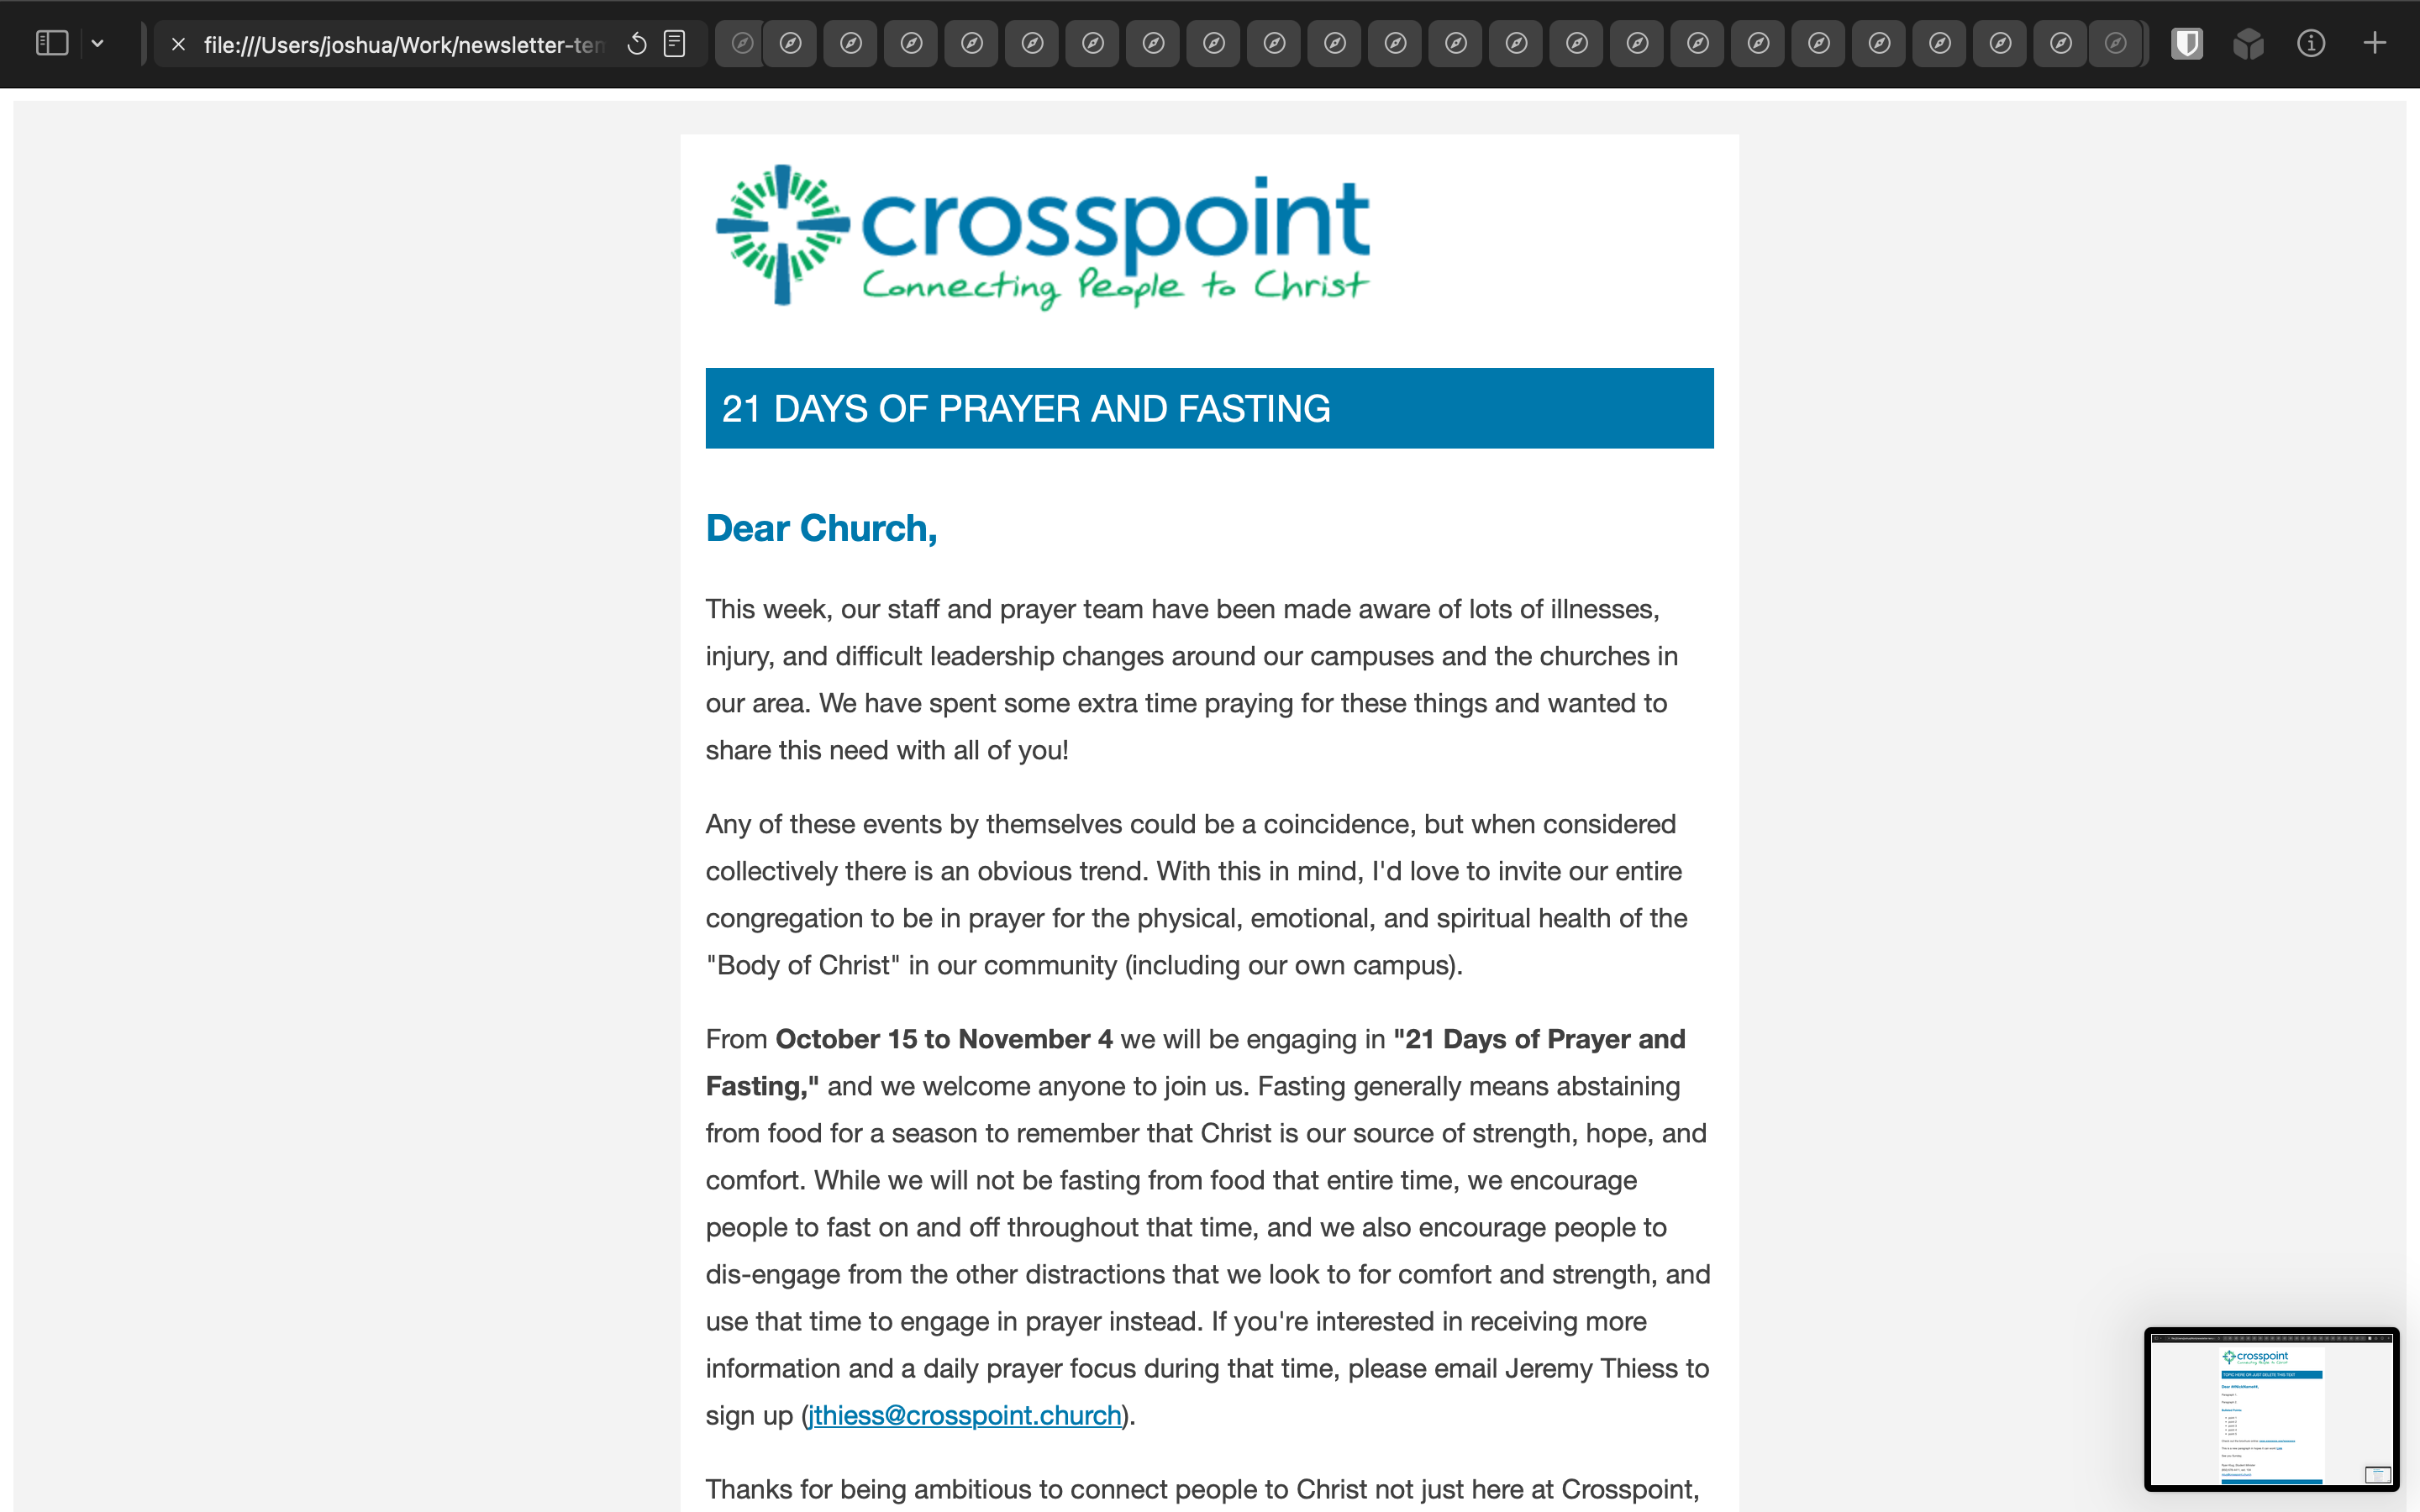 file:///Users/joshua/Work/newsletter-ten
crosspoint
Connecting People to Christ
21 DAYS OF PRAYER AND FASTING
Dear Church,
This week, our staff and prayer team have been made aware of lots of illnesses,
injury, and difficult leadership changes around our campuses and the churches in
our area. We have spent some extra time praying for these things and wanted to
share this need with all of you!
Any of these events by themselves could be a coincidence, but when considered
collectively there is an obvious trend. With this in mind, I'd love to invite our entire
congregation to be in prayer for the physical, emotional, and spiritual health of the
"Body of Christ" in our community (including our own campus).
From October 15 to November 4 we will be engaging in "21 Days of Prayer and
Fasting," and we welcome anyone to join us. Fasting generally means abstaining
from food for a season to remember that Christ is our source of strength, hope, and
comfort. While we will not be fasting from food that entire time, we encourage
people to fast on and off throughout that time, and we also encourage people to
dis-engage from the other distractions that we look to for comfort and strength, and
use that time to engage in prayer instead. If you're interested in receiving more
information and a daily prayer focus during that time, please email Jeremy Thiess to
sign up (jthiess@crosspoint.church).
Thanks for being ambitious to connect people to Christ not just here at Crosspoint,
crosspoint
Connecting People to Christ
TOPIC HERE OR JUST DELETE THIS TEXT